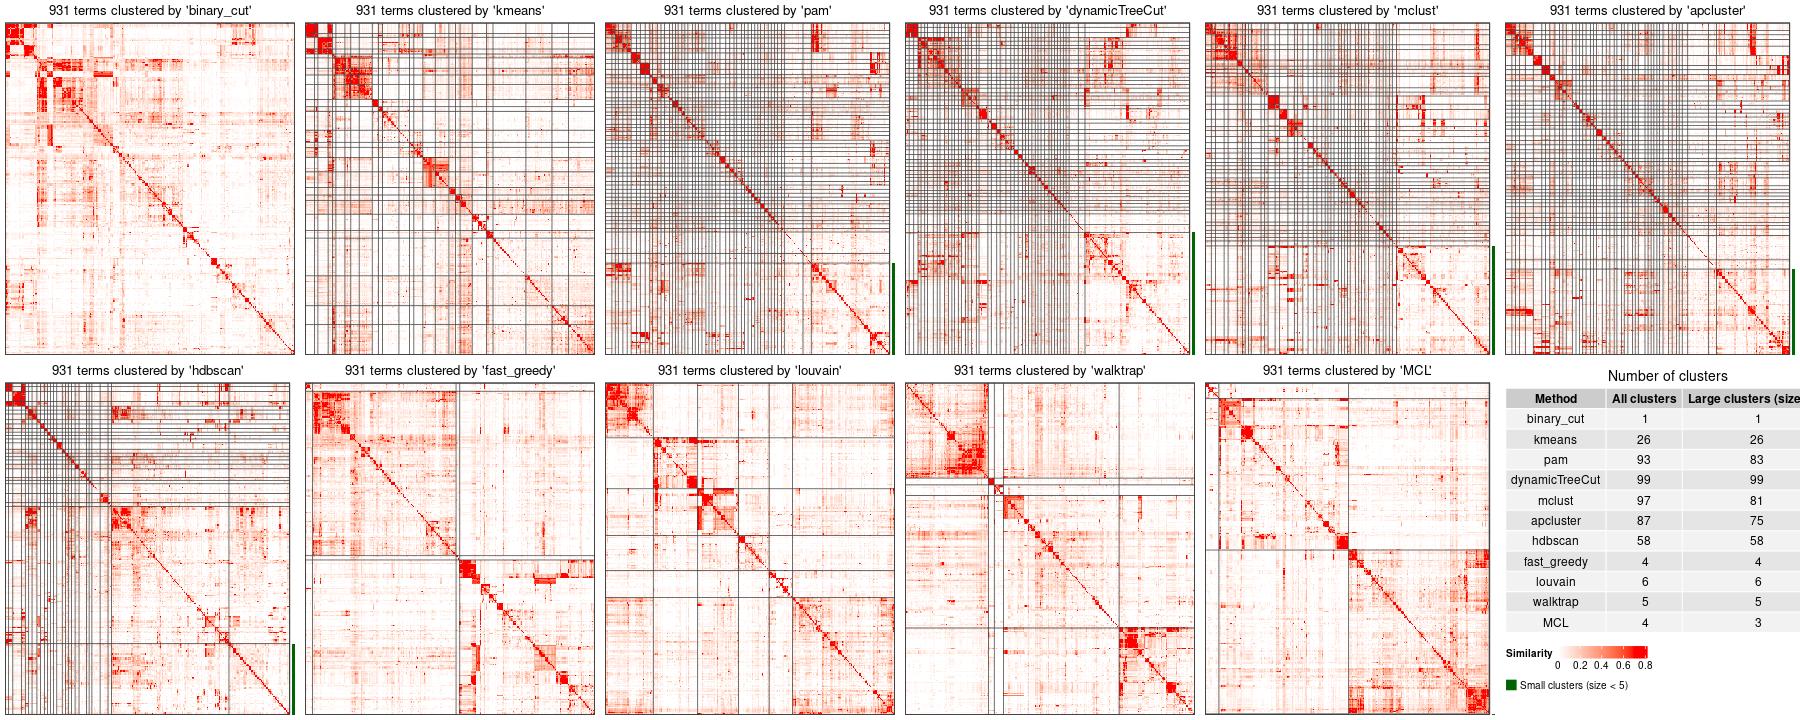 931 terms clustered by 'binary_cut'
931 terms clustered by 'kmeans'
931 terms clustered by 'pam'
931 terms clustered by 'dynamicTreeCut'
931 terms clustered by 'mclust'
931 terms clustered by 'apcluster'
931 terms clustered by 'hdbscan'
931 terms clustered by 'fast_greedy'
931 terms clustered by 'louvain'
931 terms clustered by 'walktrap'
931 terms clustered by 'MCL'
Number of clusters
Method All clusters Large clusters (size
binary_cut 1 1
kmeans 26 26
pam 93 83
dynamicTreeCut 99 99
mclust 97 81
apcluster 87 75
hdbscan 58 58
fast_greedy 4 4
louvain 6 6
walktrap 5 5
MCL 4 3
Similarity
0 0.2 0.4 0.6 0.8
Small clusters (size < 5)